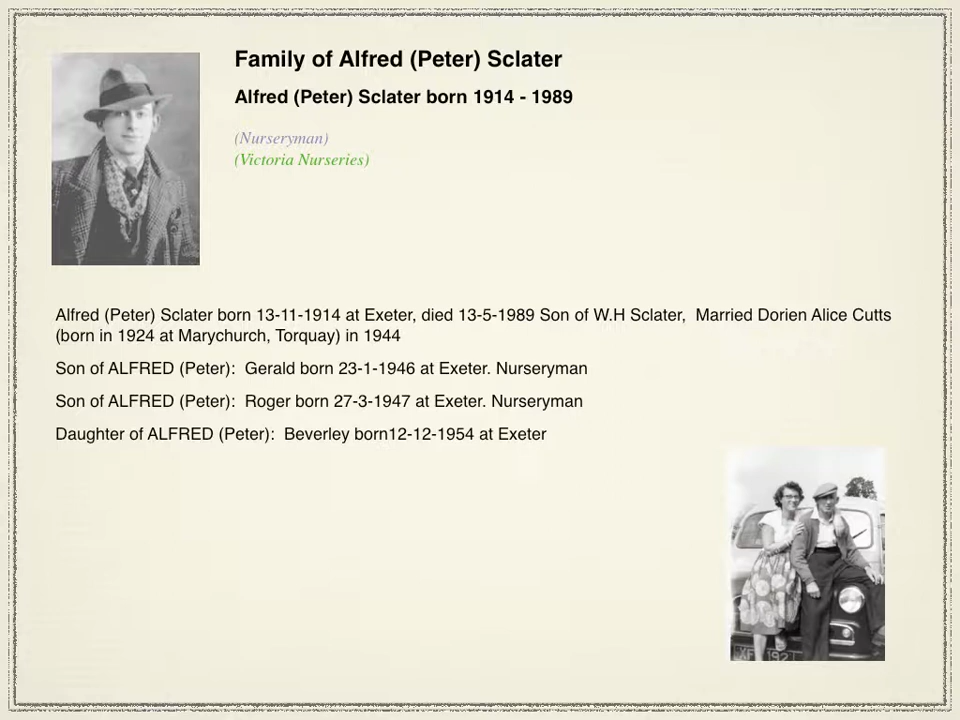 Family of Alfred (Peter) Sclater
Alfred (Peter) Sclater born 1914 - 1989
(Nurseryman)
(Victoria Nurseries)
Alfred (Peter) Sclater born 13-11-1914 at Exeter, died 13-5-1989 Son of W.H Sclater,  Married Dorien Alice Cutts
(born in 1924 at Marychurch, Torquay) in 1944
Son of ALFRED (Peter):  Gerald born 23-1-1946 at Exeter. Nurseryman
Son of ALFRED (Peter):  Roger born 27-3-1947 at Exeter. Nurseryman
Daughter of ALFRED (Peter):  Beverley born12-12-1954 at Exeter